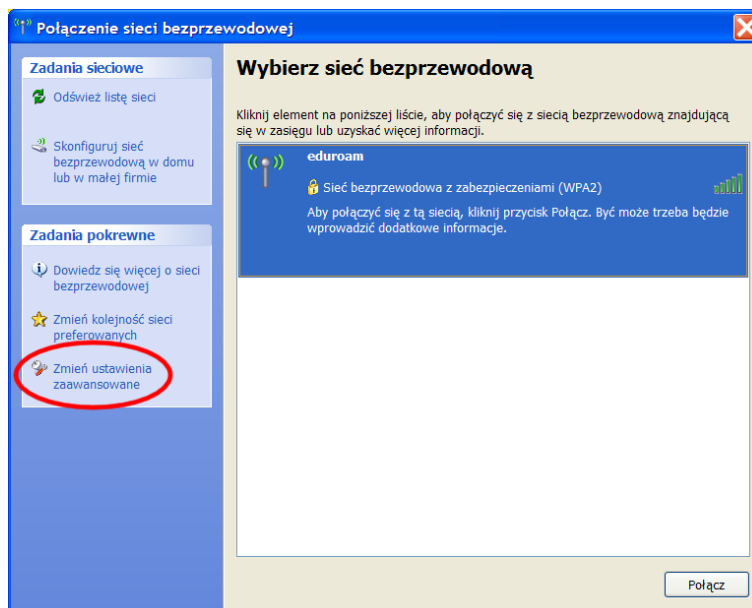 Połączenie sieci bezprzewodowej
Zadania sieciowe
Odśwież listę sieci
Skonfiguruj sieć
bezprzewodową w domu
lub w małej firmie
Zadania pokrewne
Dowiedz się więcej o sieci
bezprzewodowej
Zmień kolejność sieci
preferowanych
Zmień ustawienia
zaawansowane
Wybierz sieć bezprzewodową
Kliknij element na poniższej liście, aby połączyć się z siecią bezprzewodową znajdującą
się w zasięgu lub uzyskać więcej informacji.
eduroam
Sieć bezprzewodowa z zabezpieczeniami (WPA2)
Aby połączyć się z tą siecią, kliknij przycisk Połącz. Być może trzeba będzie
wprowadzić dodatkowe informacje.
Połącz